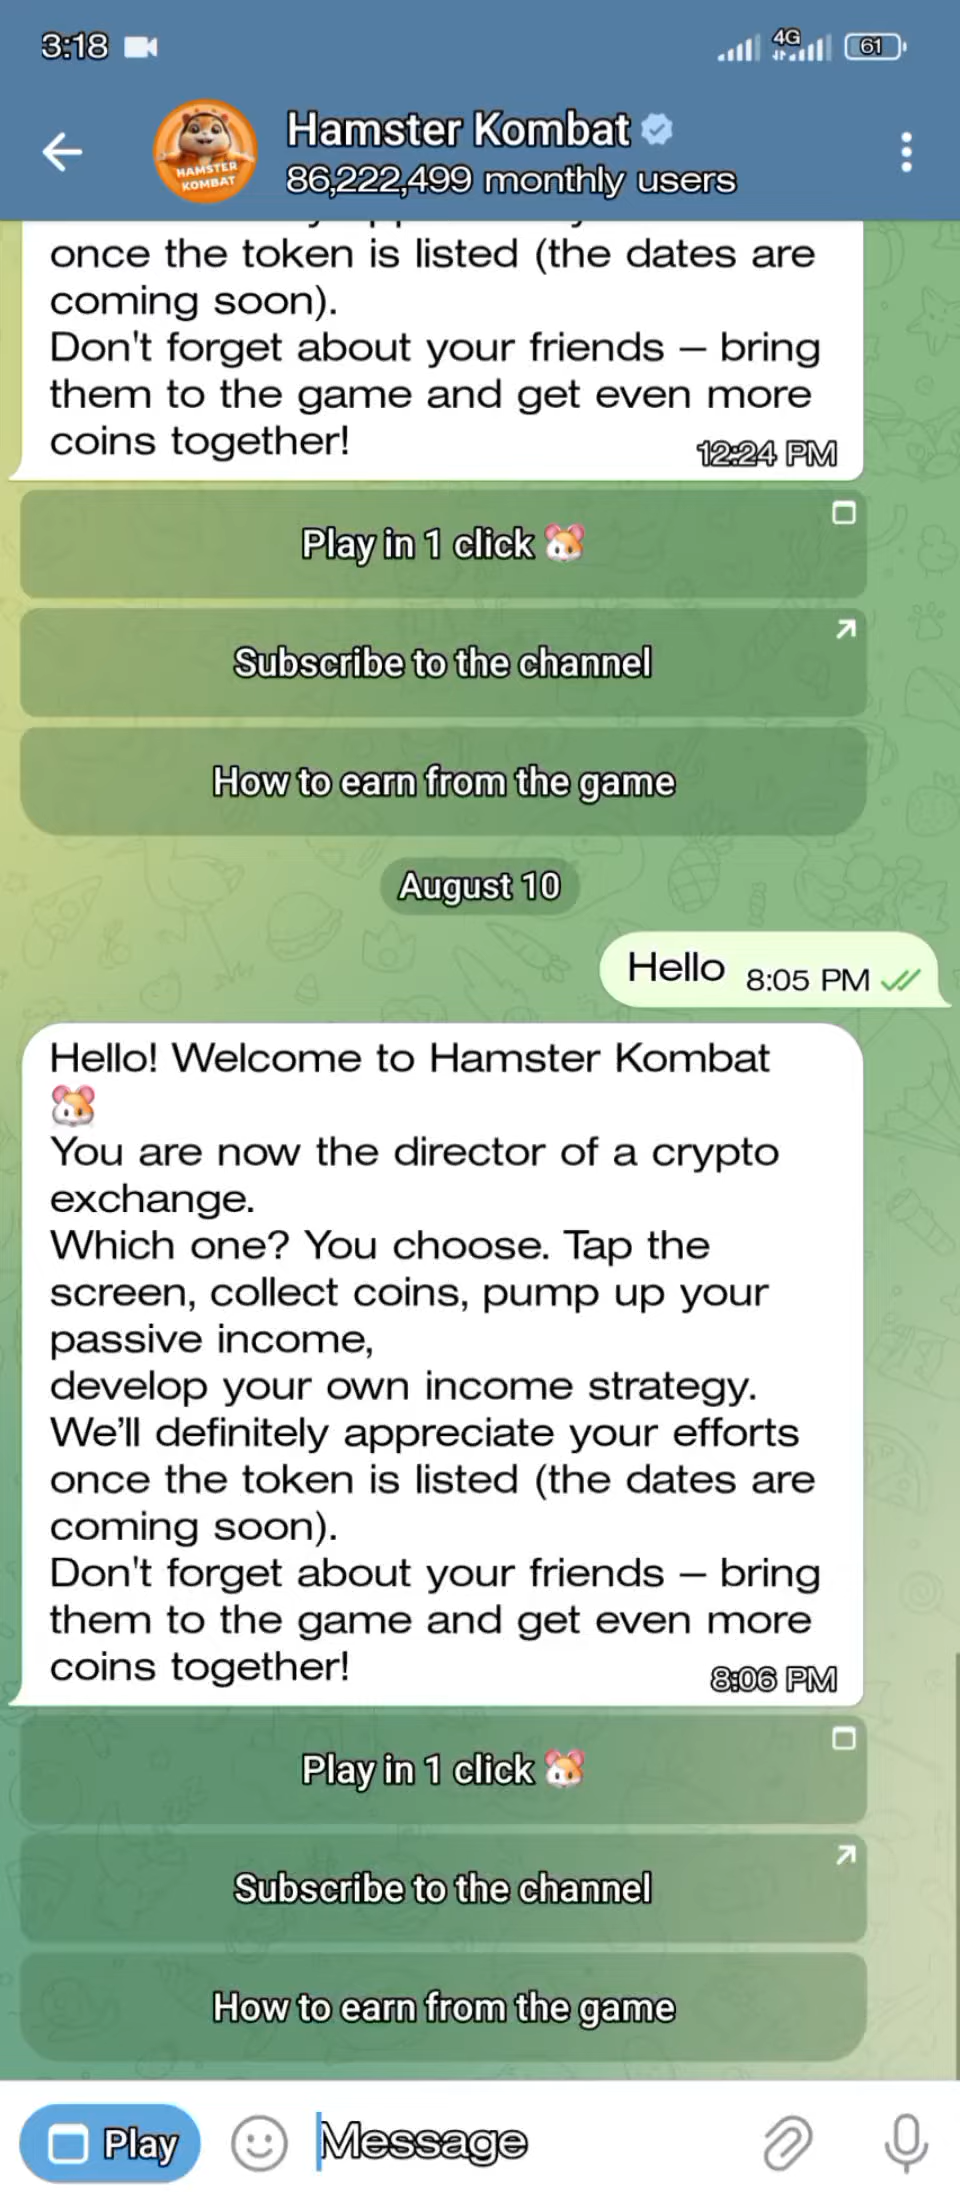 3:18
4G
61
Hamster Kombat
HAMSTER
KOMBAT
86,222,499 monthly users
once the token is listed (the dates are
coming soon).
Don't forget about your friends — bring
them to the game and get even more
coins together!
12:24 PM
Play in 1 click 🐹
Subscribe to the channel
How to earn from the game
August 10
Hello 8:05 PM
Hello! Welcome to Hamster Kombat
🐹
You are now the director of a crypto
exchange.
Which one? You choose. Tap the
screen, collect coins, pump up your
passive income,
develop your own income strategy.
We’ll definitely appreciate your efforts
once the token is listed (the dates are
coming soon).
Don't forget about your friends — bring
them to the game and get even more
coins together!
8:06 PM
Play in 1 click 🐹
Subscribe to the channel
How to earn from the game
Play
Message